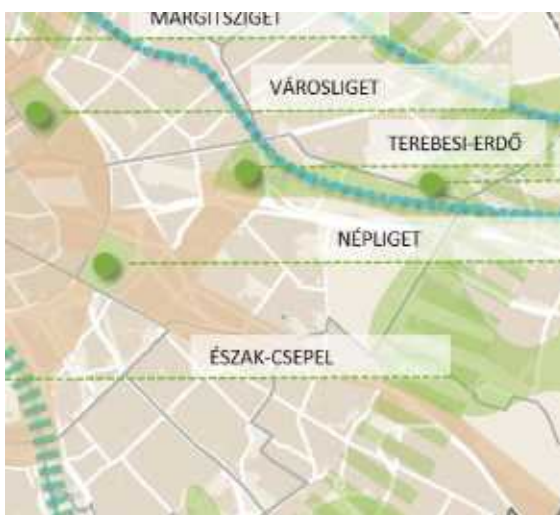 MARGITSZIGET
VÁROSLIGET
TEREBESI-ERDŐ
NÉPLIGET
ÉSZAK-CSEPEL